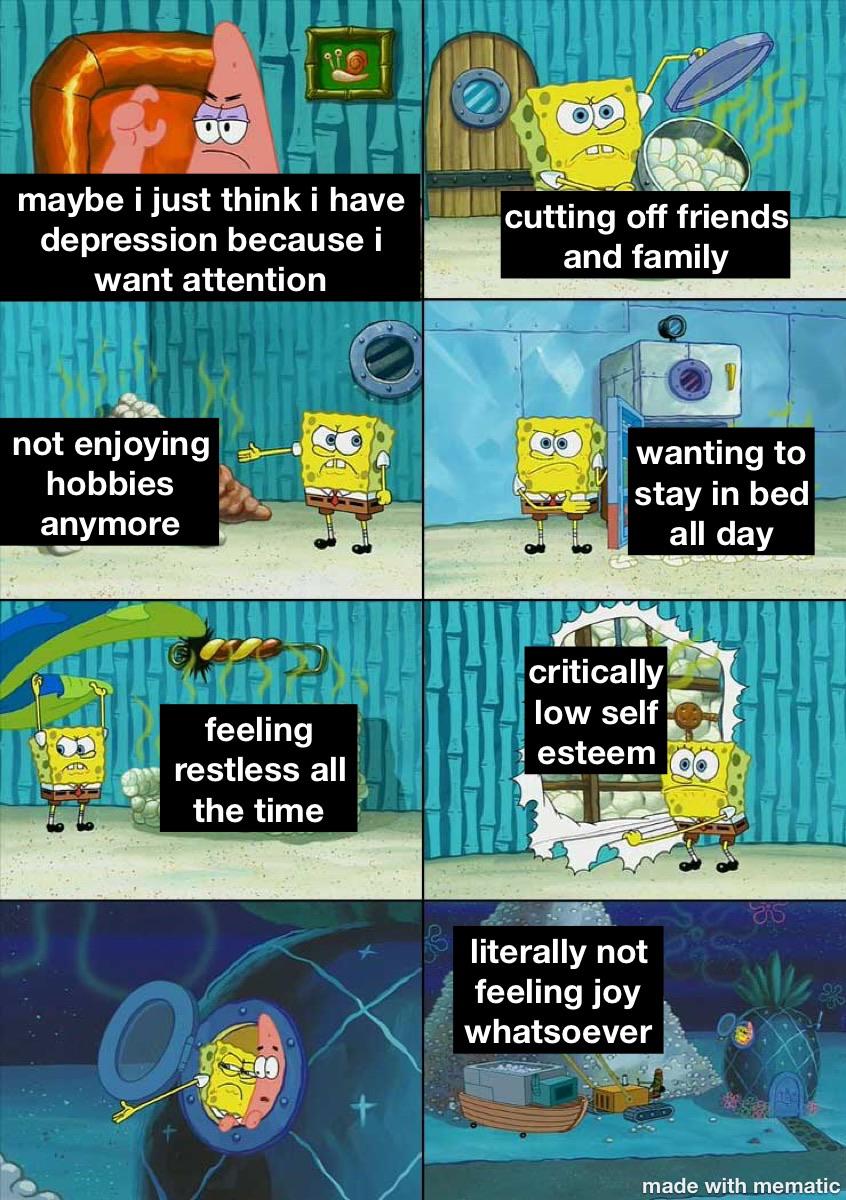 maybe i just think i have
depression because i
want attention
cutting off friends
and family
not enjoying
hobbies
anymore
wanting to
stay in bed
all day
feeling
restless all
the time
critically
low self
esteem
literally not
feeling joy
whatsoever
made with mematic